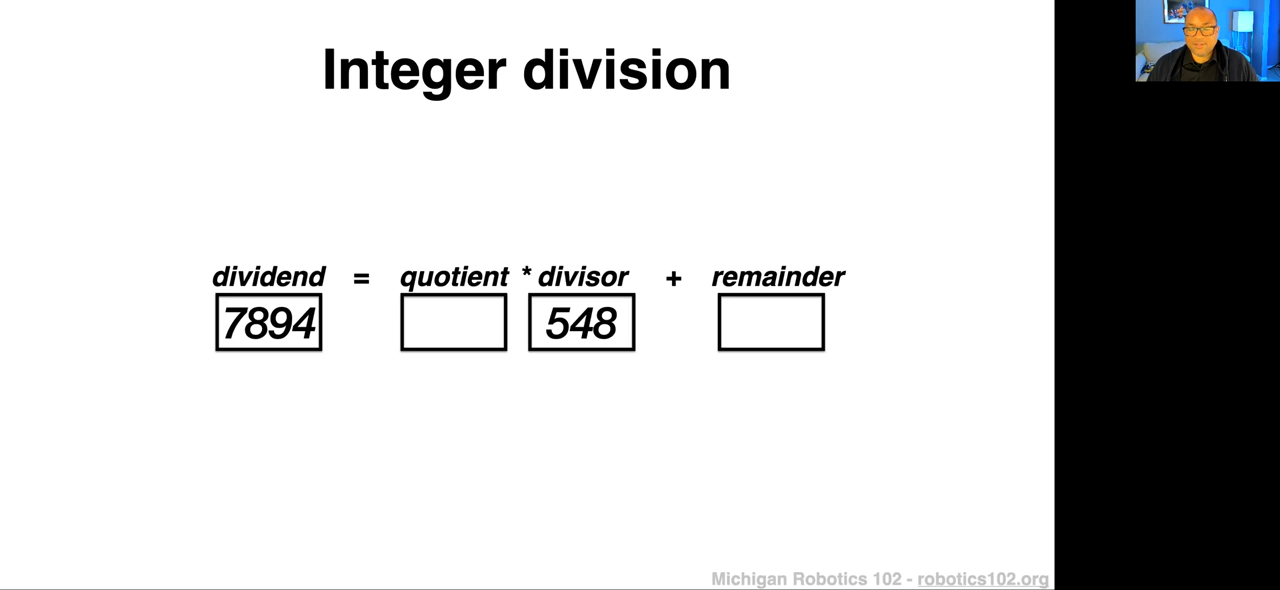 Integer division
dividend = quotient * divisor + remainder
7894 548
Michigan Robotics 102 - robotics102.org